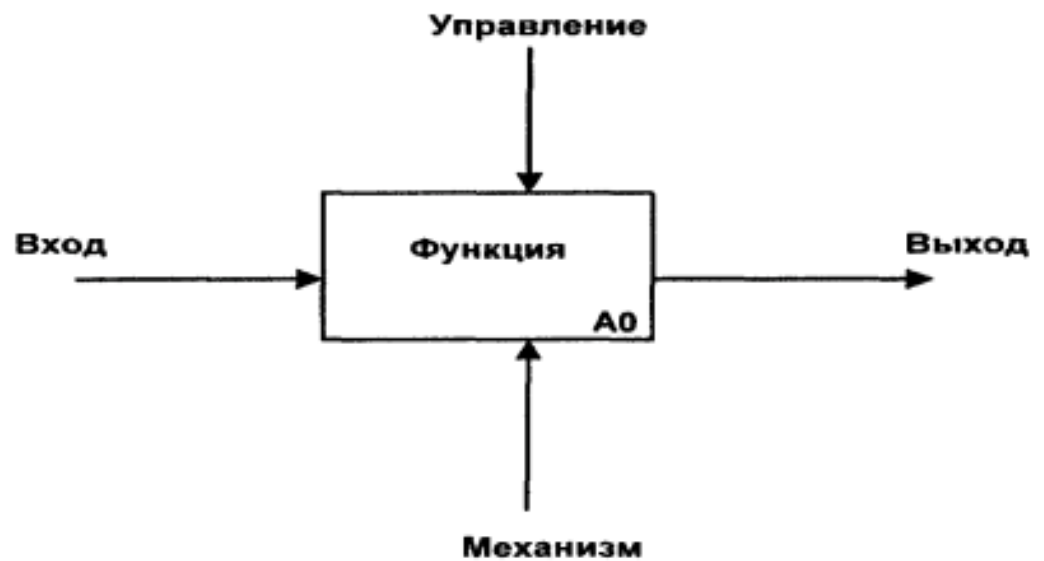 Управление
Вход
Функция
Выход
A0
Механизм